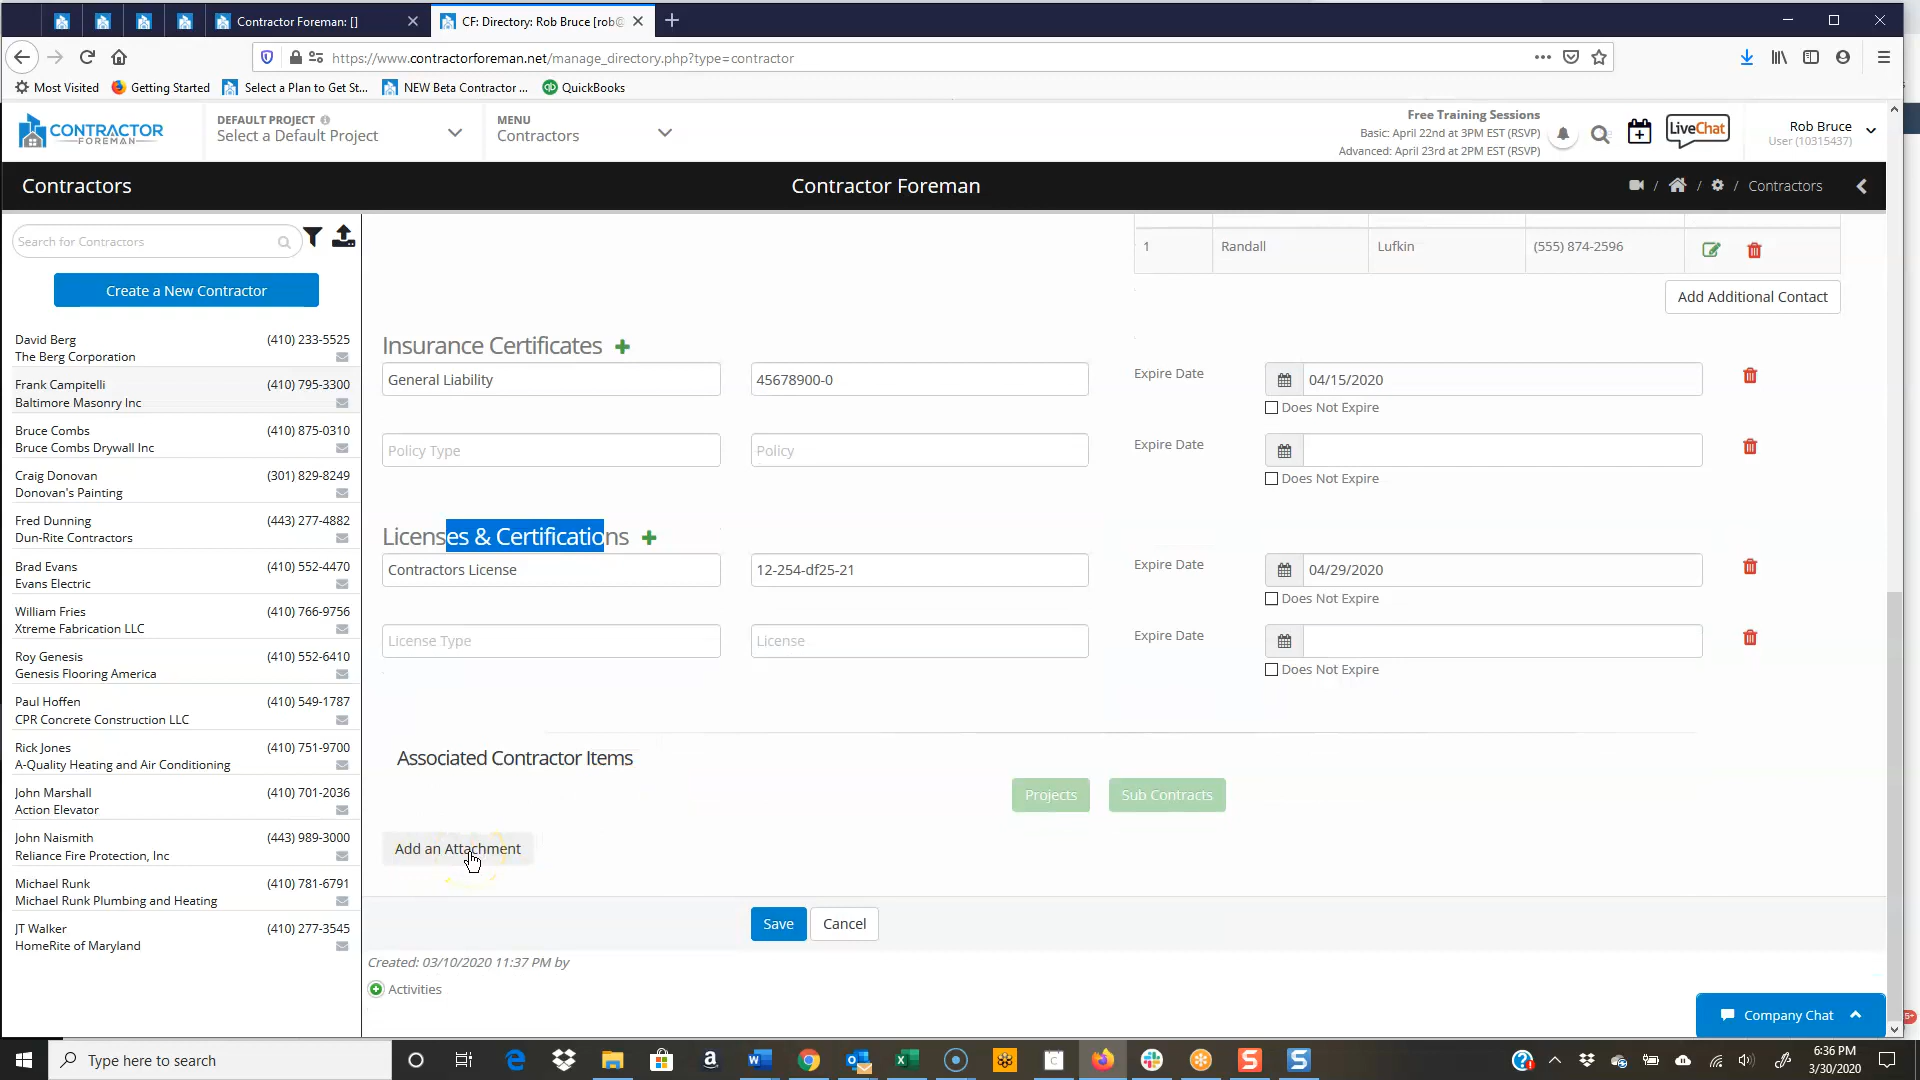 Contractor Foreman: []
CF: Directory: Rob Bruce [rob@
https://www.contractorforeman.net/manage_directory.php?type=contractor
Most Visited
Getting Started
Select a Plan to Get St...
NEW Beta Contractor ...
QuickBooks
CONTRACTOR
FOREMAN
DEFAULT PROJECT
Select a Default Project
MENU
Contractors
Free Training Sessions
Basic: April 22nd at 3PM EST (RSVP)
Advanced: April 23rd at 2PM EST (RSVP)
LiveChat
Rob Bruce
User (10315437)
Contractors
Contractor Foreman
/ / / Contractors
Search for Contractors
Create a New Contractor
David Berg (410) 233-5525
The Berg Corporation
Frank Campitelli (410) 795-3300
Baltimore Masonry Inc
Bruce Combs (410) 875-0310
Bruce Combs Drywall Inc
Craig Donovan (301) 829-8249
Donovan's Painting
Fred Dunning (443) 277-4882
Dun-Rite Contractors
Brad Evans (410) 552-4470
Evans Electric
William Fries (410) 766-9756
Xtreme Fabrication LLC
Roy Genesis (410) 552-6410
Genesis Flooring America
Paul Hoffen (410) 549-1787
CPR Concrete Construction LLC
Rick Jones (410) 751-9700
A-Quality Heating and Air Conditioning
John Marshall (410) 701-2036
Action Elevator
John Naismith (443) 989-3000
Reliance Fire Protection, Inc
Michael Runk (410) 781-6791
Michael Runk Plumbing and Heating
JT Walker (410) 277-3545
HomeRite of Maryland
1 Randall Lufkin (555) 874-2596
Add Additional Contact
Insurance Certificates
General Liability 45678900-0 Expire Date 04/15/2020
Does Not Expire
Policy Type Policy Expire Date
Does Not Expire
Licenses & Certifications
Contractors License 12-254-df25-21 Expire Date 04/29/2020
Does Not Expire
License Type License Expire Date
Does Not Expire
Associated Contractor Items
Projects Sub Contracts
Add an Attachment
Save Cancel
Created: 03/10/2020 11:37 PM by
Activities
Company Chat
Type here to search
6:36 PM
3/30/2020